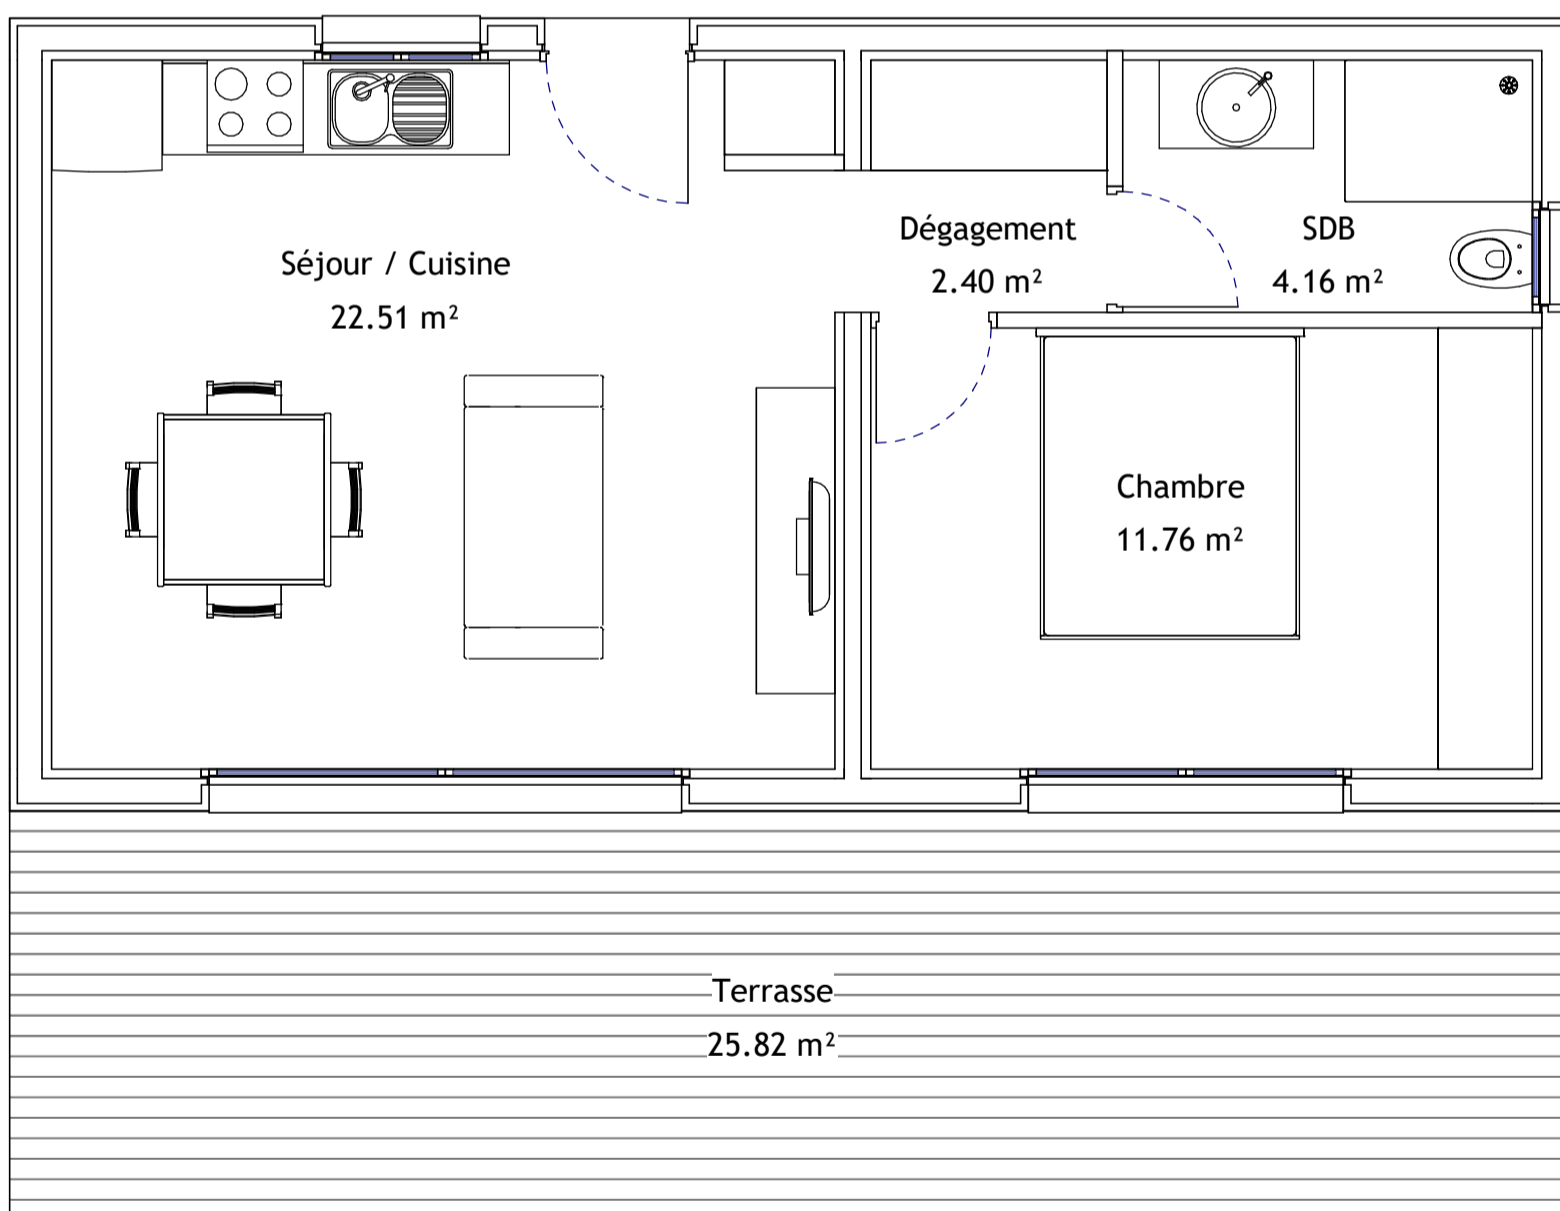 Séjour / Cuisine
22.51 m²
Dégagement
2.40 m²
SDB
4.16 m²
Chambre
11.76 m²
Terrasse
25.82 m²